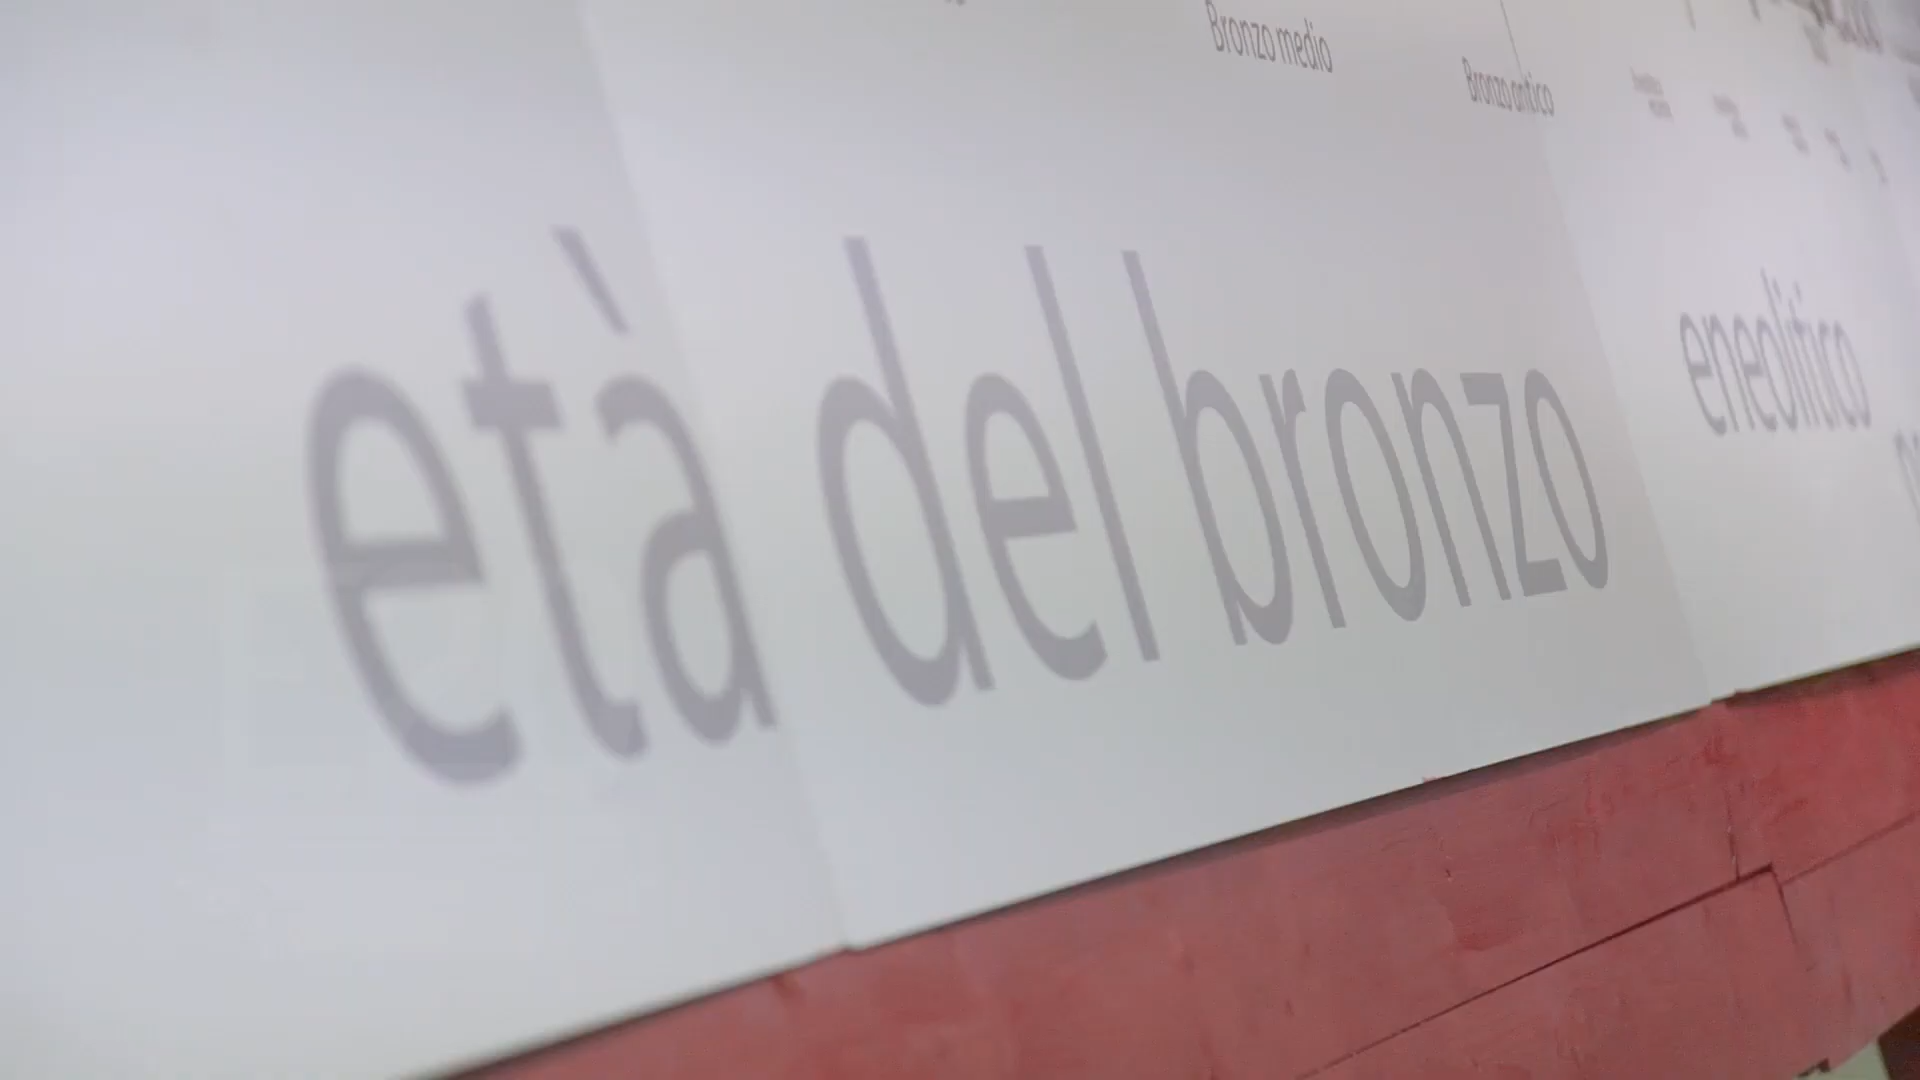 Bronzo medio
Bronzo antico
età del bronzo
eneolitico